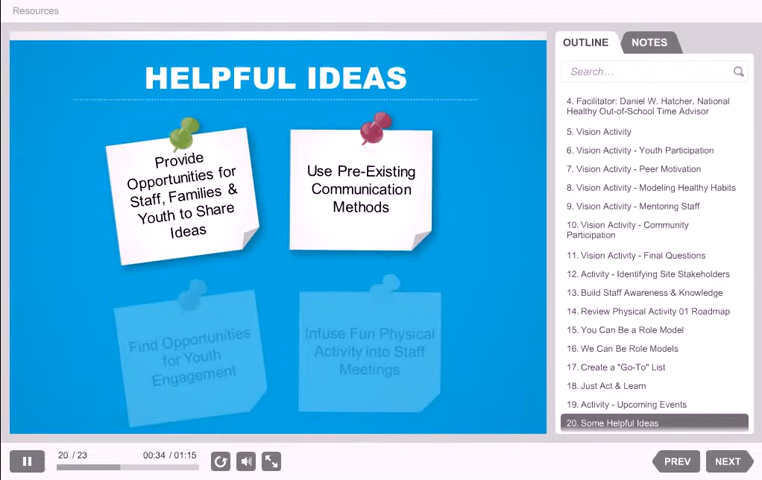 Resources
HELPFUL IDEAS
Provide
Opportunities for
Staff, Families &
Youth to Share
Ideas
Use Pre-Existing
Communication
Methods
Find Opportunities
for Youth
Engagement
Infuse Fun Physical
Activity into Staff
Meetings
OUTLINE
NOTES
Search...
4. Facilitator: Daniel W. Hatcher, National
Healthy Out-of-School Time Advisor
5. Vision Activity
6. Vision Activity - Youth Participation
7. Vision Activity - Peer Motivation
8. Vision Activity - Modeling Healthy Habits
9. Vision Activity - Mentoring Staff
10. Vision Activity - Community
Participation
11. Vision Activity - Final Questions
12. Activity - Identifying Site Stakeholders
13. Build Staff Awareness & Knowledge
14. Review Physical Activity 01 Roadmap
15. You Can Be a Role Model
16. We Can Be Role Models
17. Create a "Go-To" List
18. Just Act & Learn
19. Activity - Upcoming Events
20. Some Helpful Ideas
20 / 23
00:34 / 01:15
PREV
NEXT